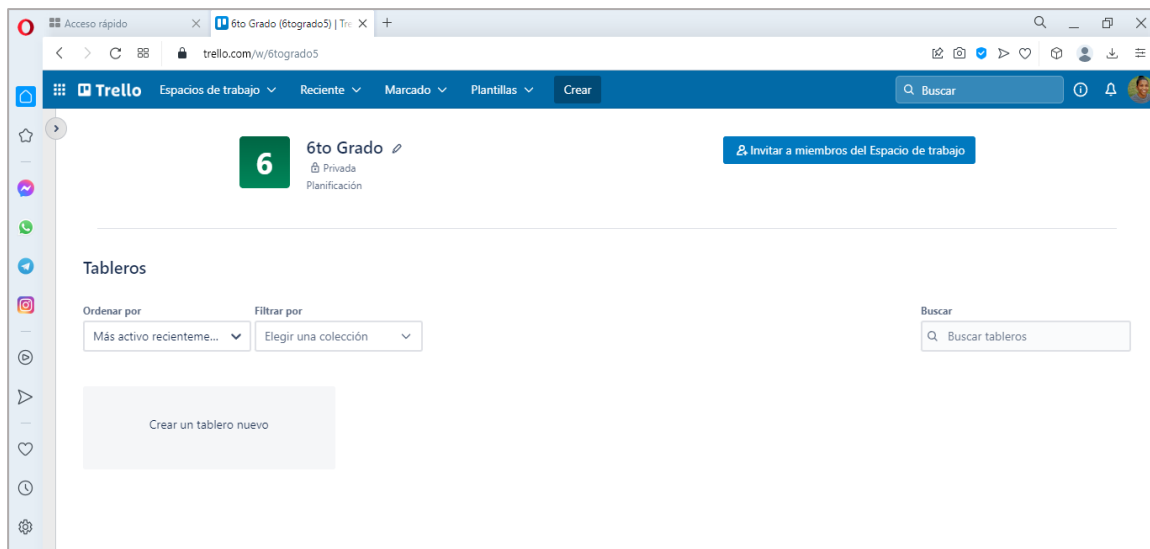 Acceso rápido
6to Grado (6togrado5) | Tre
trello.com/w/6togrado5
Trello Espacios de trabajo Reciente Marcado Plantillas Crear Buscar
6
6to Grado
Privada
Planificación
Invitar a miembros del Espacio de trabajo
Tableros
Ordenar por Filtrar por Buscar
Más activo recienteme... Elegir una colección Buscar tableros
Crear un tablero nuevo